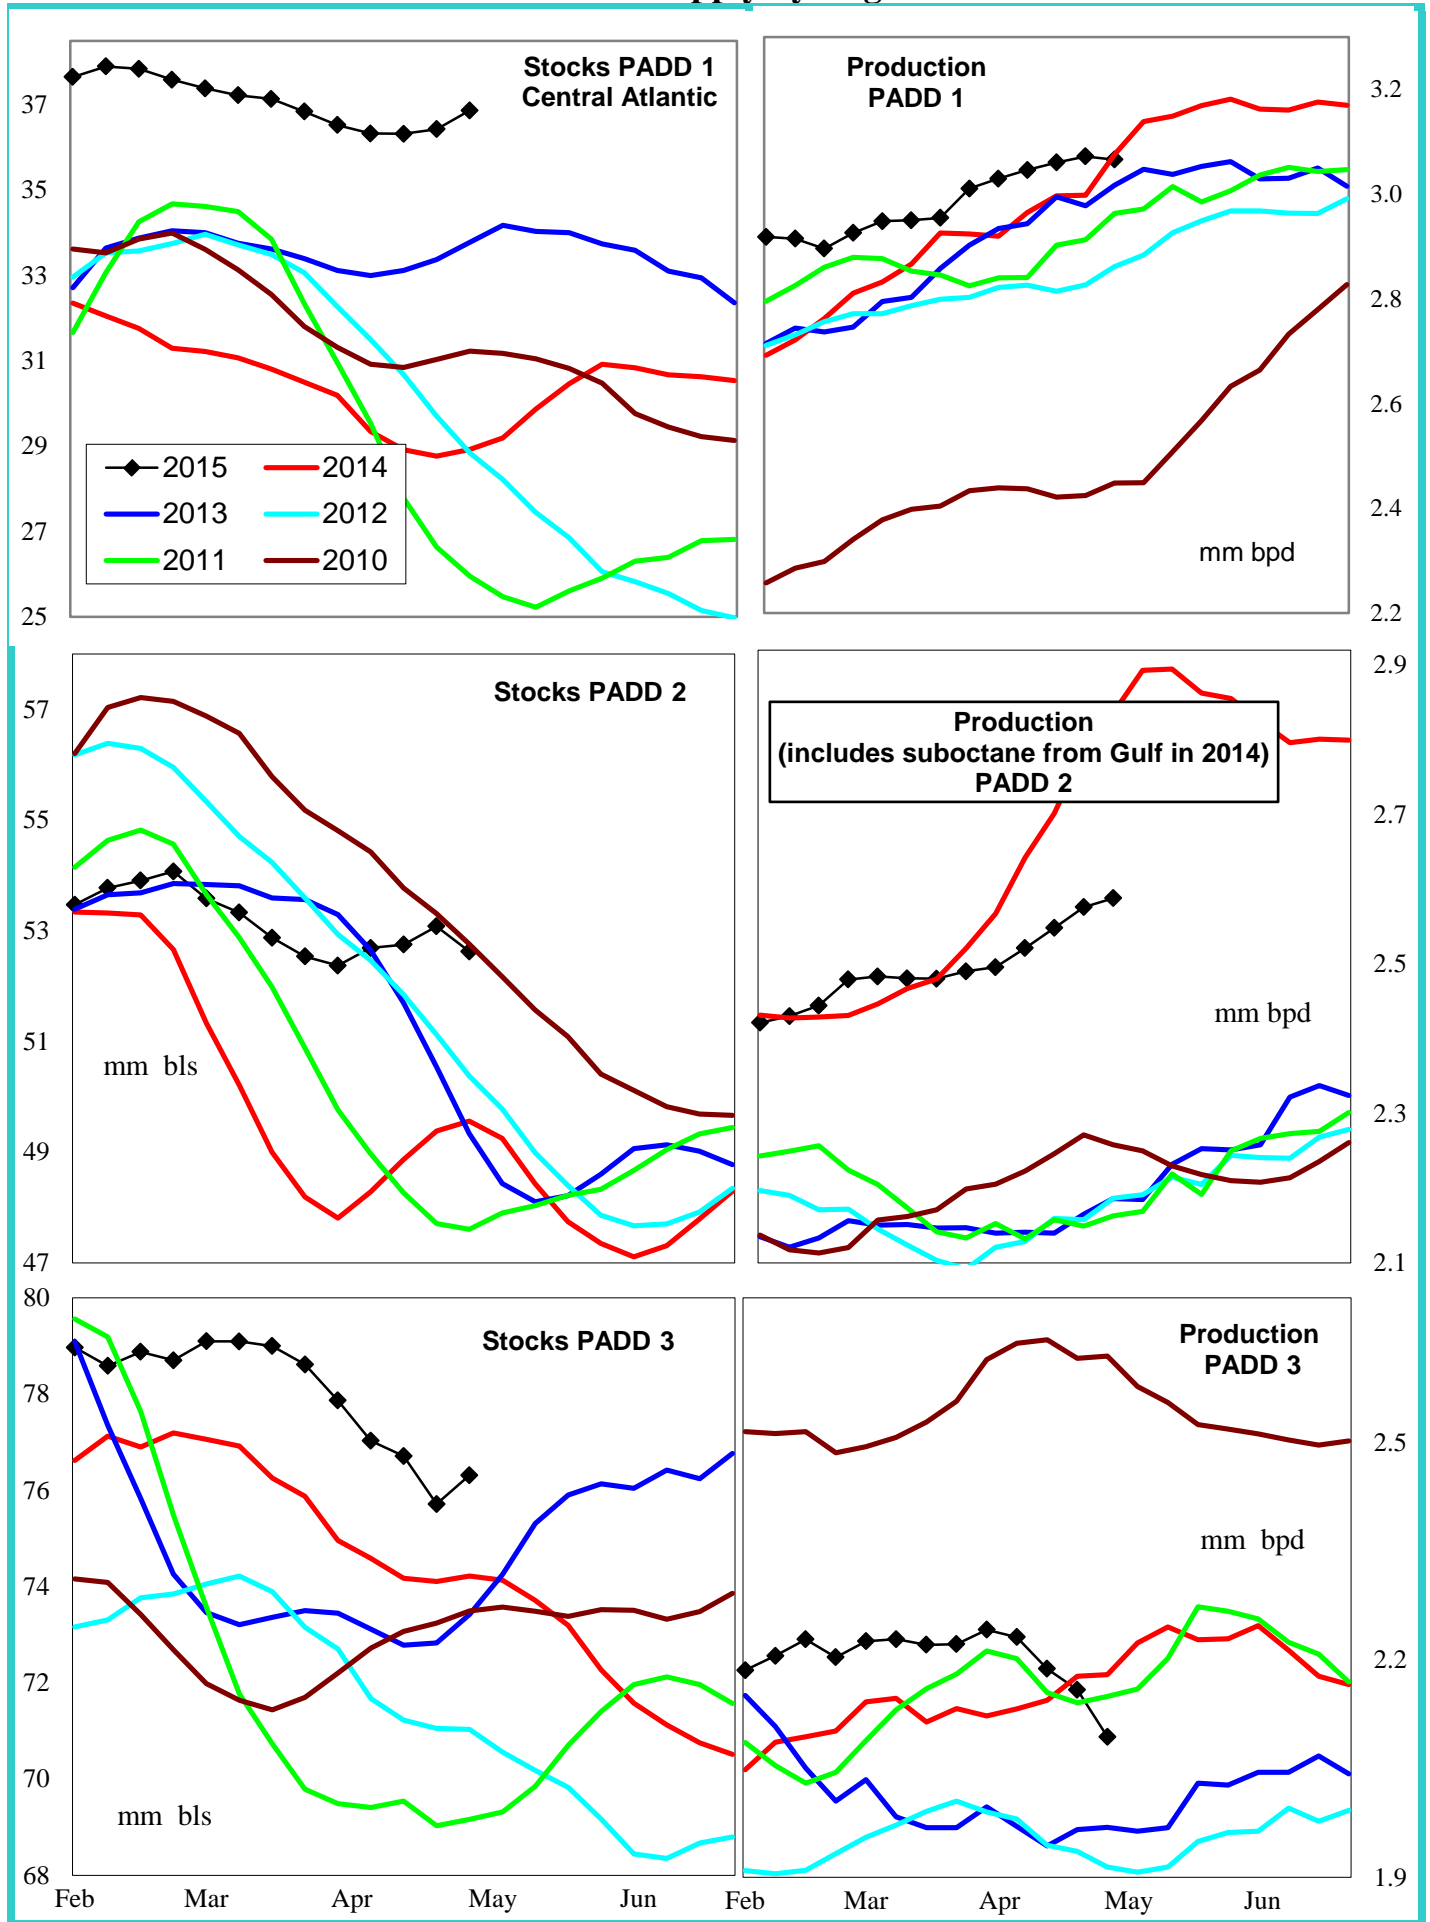 Stocks PADD 1
Central Atlantic
37
35
33
31
29
27
25
2015
2014
2013
2012
2011
2010
Production
PADD 1
3.2
3.0
2.8
2.6
2.4
2.2
mm bpd
Stocks PADD 2
57
55
53
51
49
47
mm bls
Production
(includes suboctane from Gulf in 2014)
PADD 2
2.9
2.7
2.5
2.3
2.1
mm bpd
Stocks PADD 3
80
78
76
74
72
70
68
mm bls
Feb Mar Apr May Jun
Production
PADD 3
2.5
2.2
1.9
mm bpd
Feb Mar Apr May Jun